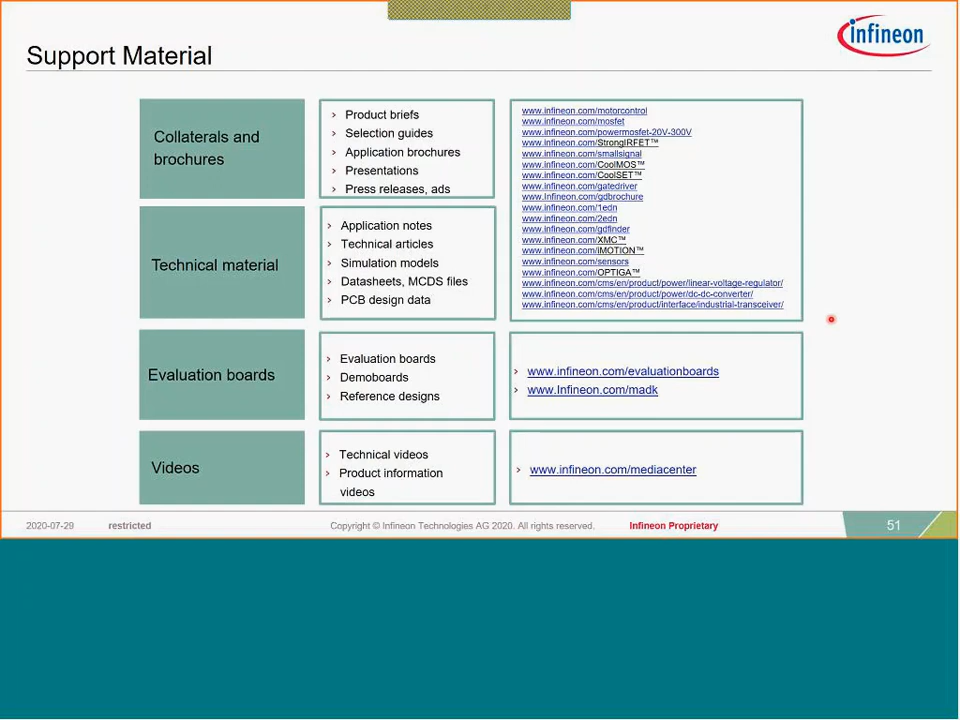 infineon
Support Material
Collaterals and
brochures
› Product briefs
› Selection guides
› Application brochures
› Presentations
› Press releases, ads
www.infineon.com/motorcontrol
www.infineon.com/mosfet
www.infineon.com/powermosfet-20V-300V
www.infineon.com/StrongIRFET™
www.infineon.com/smallsignal
www.infineon.com/CoolMOS™
www.infineon.com/CoolSET™
www.infineon.com/gatedriver
www.Infineon.com/gdbrochure
www.infineon.com/1edn
www.infineon.com/2edn
www.infineon.com/gdfinder
www.infineon.com/XMC™
www.infineon.com/iMOTION™
www.infineon.com/sensors
www.infineon.com/OPTIGA™
www.infineon.com/cms/en/product/power/linear-voltage-regulator/
www.infineon.com/cms/en/product/power/dc-dc-converter/
www.infineon.com/cms/en/product/interface/industrial-transceiver/
Technical material
› Application notes
› Technical articles
› Simulation models
› Datasheets, MCDS files
› PCB design data
Evaluation boards
› Evaluation boards
› Demoboards
› Reference designs
› www.infineon.com/evaluationboards
› www.Infineon.com/madk
Videos
› Technical videos
› Product information
videos
› www.infineon.com/mediacenter
2020-07-29 restricted Copyright © Infineon Technologies AG 2020. All rights reserved. Infineon Proprietary 51